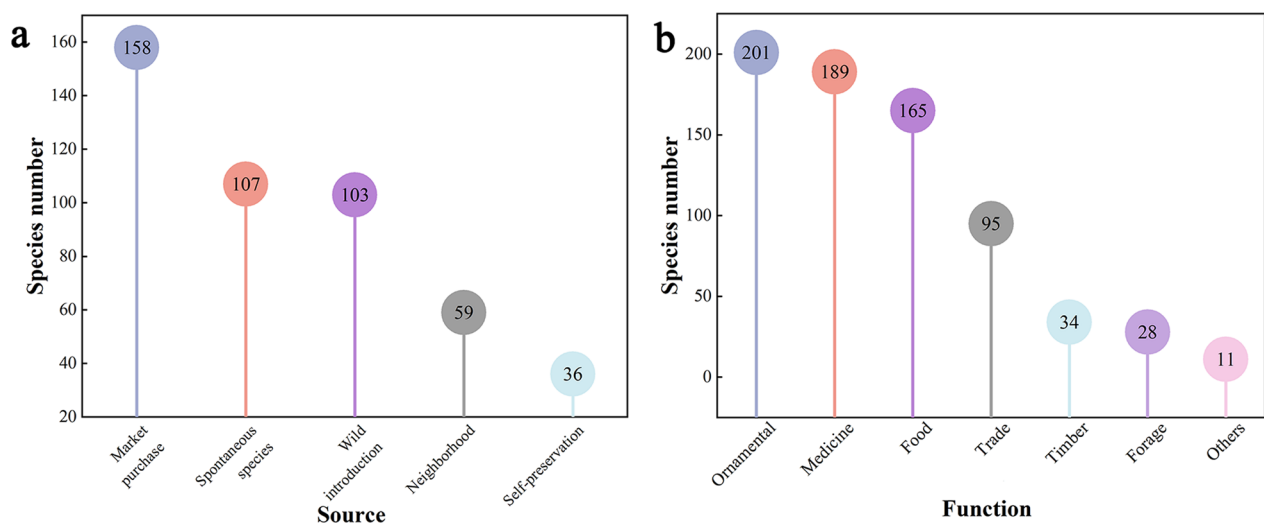 a
160
140
120
100
80
60
40
20
Species number
158
107
103
59
36
Market
purchase
Spontaneous
species
Wild
introduction
Neighborhood
Self-preservation
Source
b
200
150
100
50
0
Species number
201
189
165
95
34
28
11
Ornamental
Medicine
Food
Trade
Timber
Forage
Others
Function